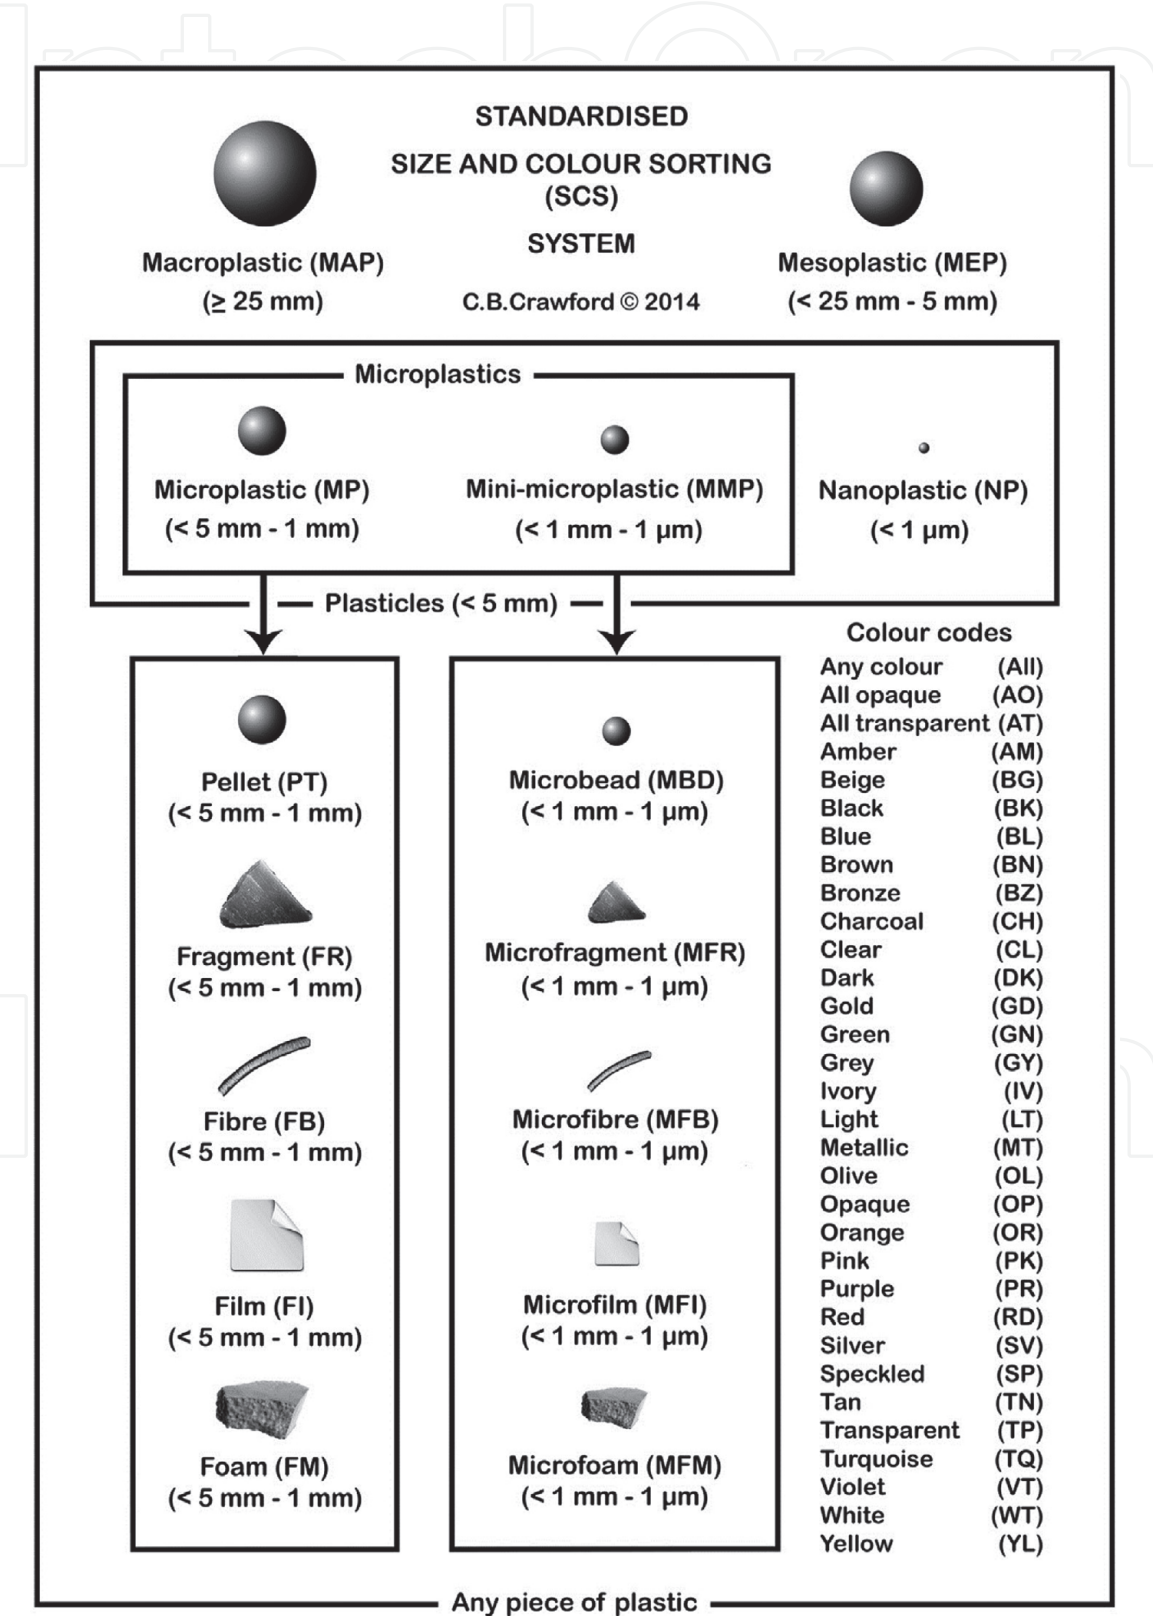 IntechOpen
STANDARDISED
SIZE AND COLOUR SORTING
(SCS)
SYSTEM
C.B.Crawford © 2014
Macroplastic (MAP)
(≥ 25 mm)
Mesoplastic (MEP)
(< 25 mm - 5 mm)
Microplastics
Microplastic (MP)
(< 5 mm - 1 mm)
Mini-microplastic (MMP)
(< 1 mm - 1 µm)
Nanoplastic (NP)
(< 1 µm)
Plasticles (< 5 mm)
Pellet (PT)
(< 5 mm - 1 mm)
Fragment (FR)
(< 5 mm - 1 mm)
Fibre (FB)
(< 5 mm - 1 mm)
Film (FI)
(< 5 mm - 1 mm)
Foam (FM)
(< 5 mm - 1 mm)
Microbead (MBD)
(< 1 mm - 1 µm)
Microfragment (MFR)
(< 1 mm - 1 µm)
Microfibre (MFB)
(< 1 mm - 1 µm)
Microfilm (MFI)
(< 1 mm - 1 µm)
Microfoam (MFM)
(< 1 mm - 1 µm)
Colour codes
Any colour (All)
All opaque (AO)
All transparent (AT)
Amber (AM)
Beige (BG)
Black (BK)
Blue (BL)
Brown (BN)
Bronze (BZ)
Charcoal (CH)
Clear (CL)
Dark (DK)
Gold (GD)
Green (GN)
Grey (GY)
Ivory (IV)
Light (LT)
Metallic (MT)
Olive (OL)
Opaque (OP)
Orange (OR)
Pink (PK)
Purple (PR)
Red (RD)
Silver (SV)
Speckled (SP)
Tan (TN)
Transparent (TP)
Turquoise (TQ)
Violet (VT)
White (WT)
Yellow (YL)
Any piece of plastic